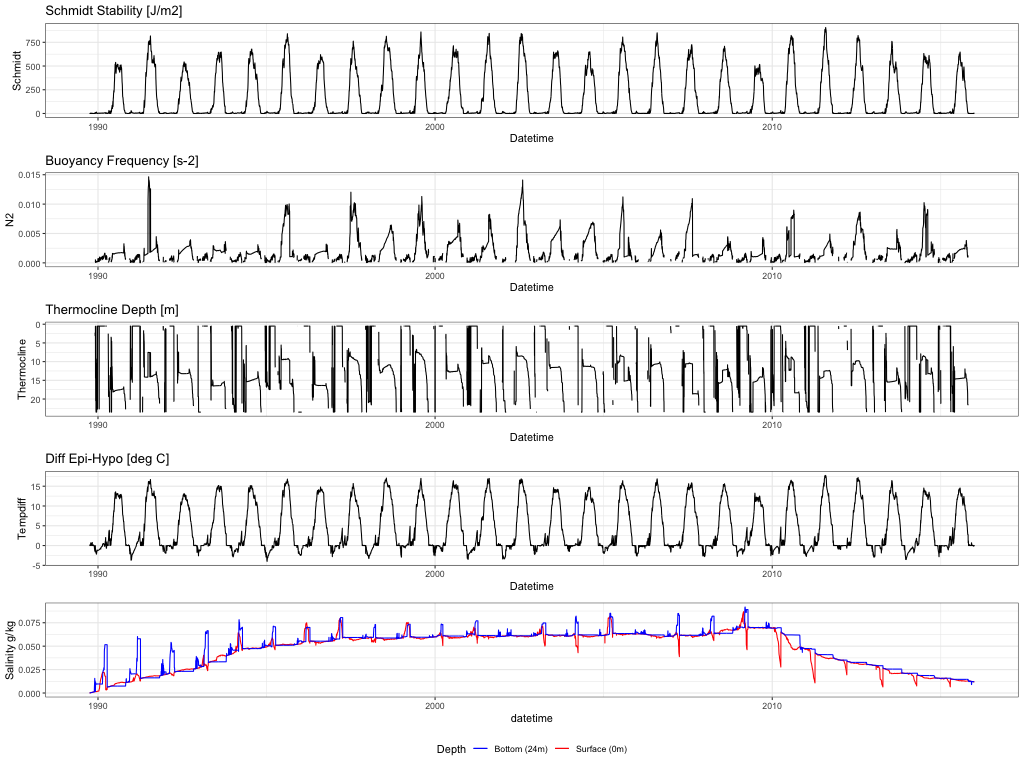 Schmidt Stability [J/m2]
Schmidt
750
500
250
0
1990
2000
2010
Datetime
Buoyancy Frequency [s-2]
N2
0.015
0.010
0.005
0.000
1990
2000
2010
Datetime
Thermocline Depth [m]
Thermocline
0
5
10
15
20
1990
2000
2010
Datetime
Diff Epi-Hypo [deg C]
Tempdiff
15
10
5
0
-5
1990
2000
2010
Datetime
Salinity g/kg
0.075
0.050
0.025
0.000
1990
2000
2010
datetime
Depth Bottom (24m) Surface (0m)